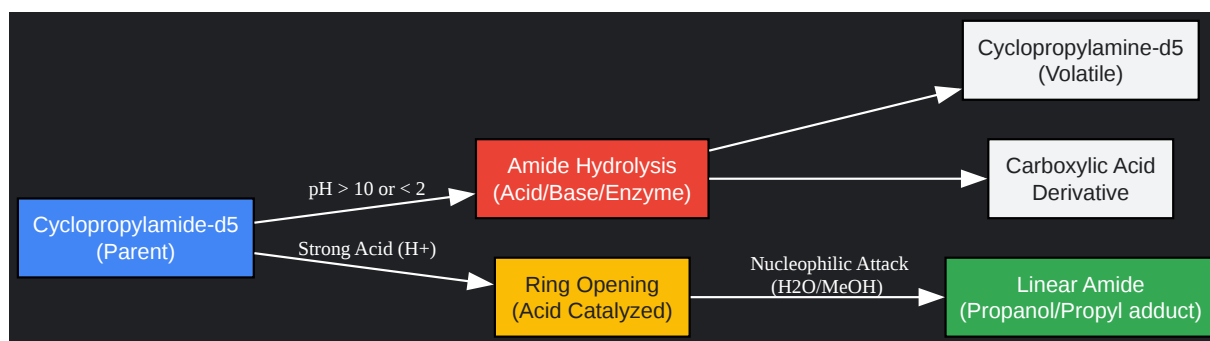 Cyclopropylamide-d5
(Parent)
pH > 10 or < 2
Strong Acid (H+)
Amide Hydrolysis
(Acid/Base/Enzyme)
Ring Opening
(Acid Catalyzed)
Nucleophilic Attack
(H2O/MeOH)
Cyclopropylamine-d5
(Volatile)
Carboxylic Acid
Derivative
Linear Amide
(Propanol/Propyl adduct)